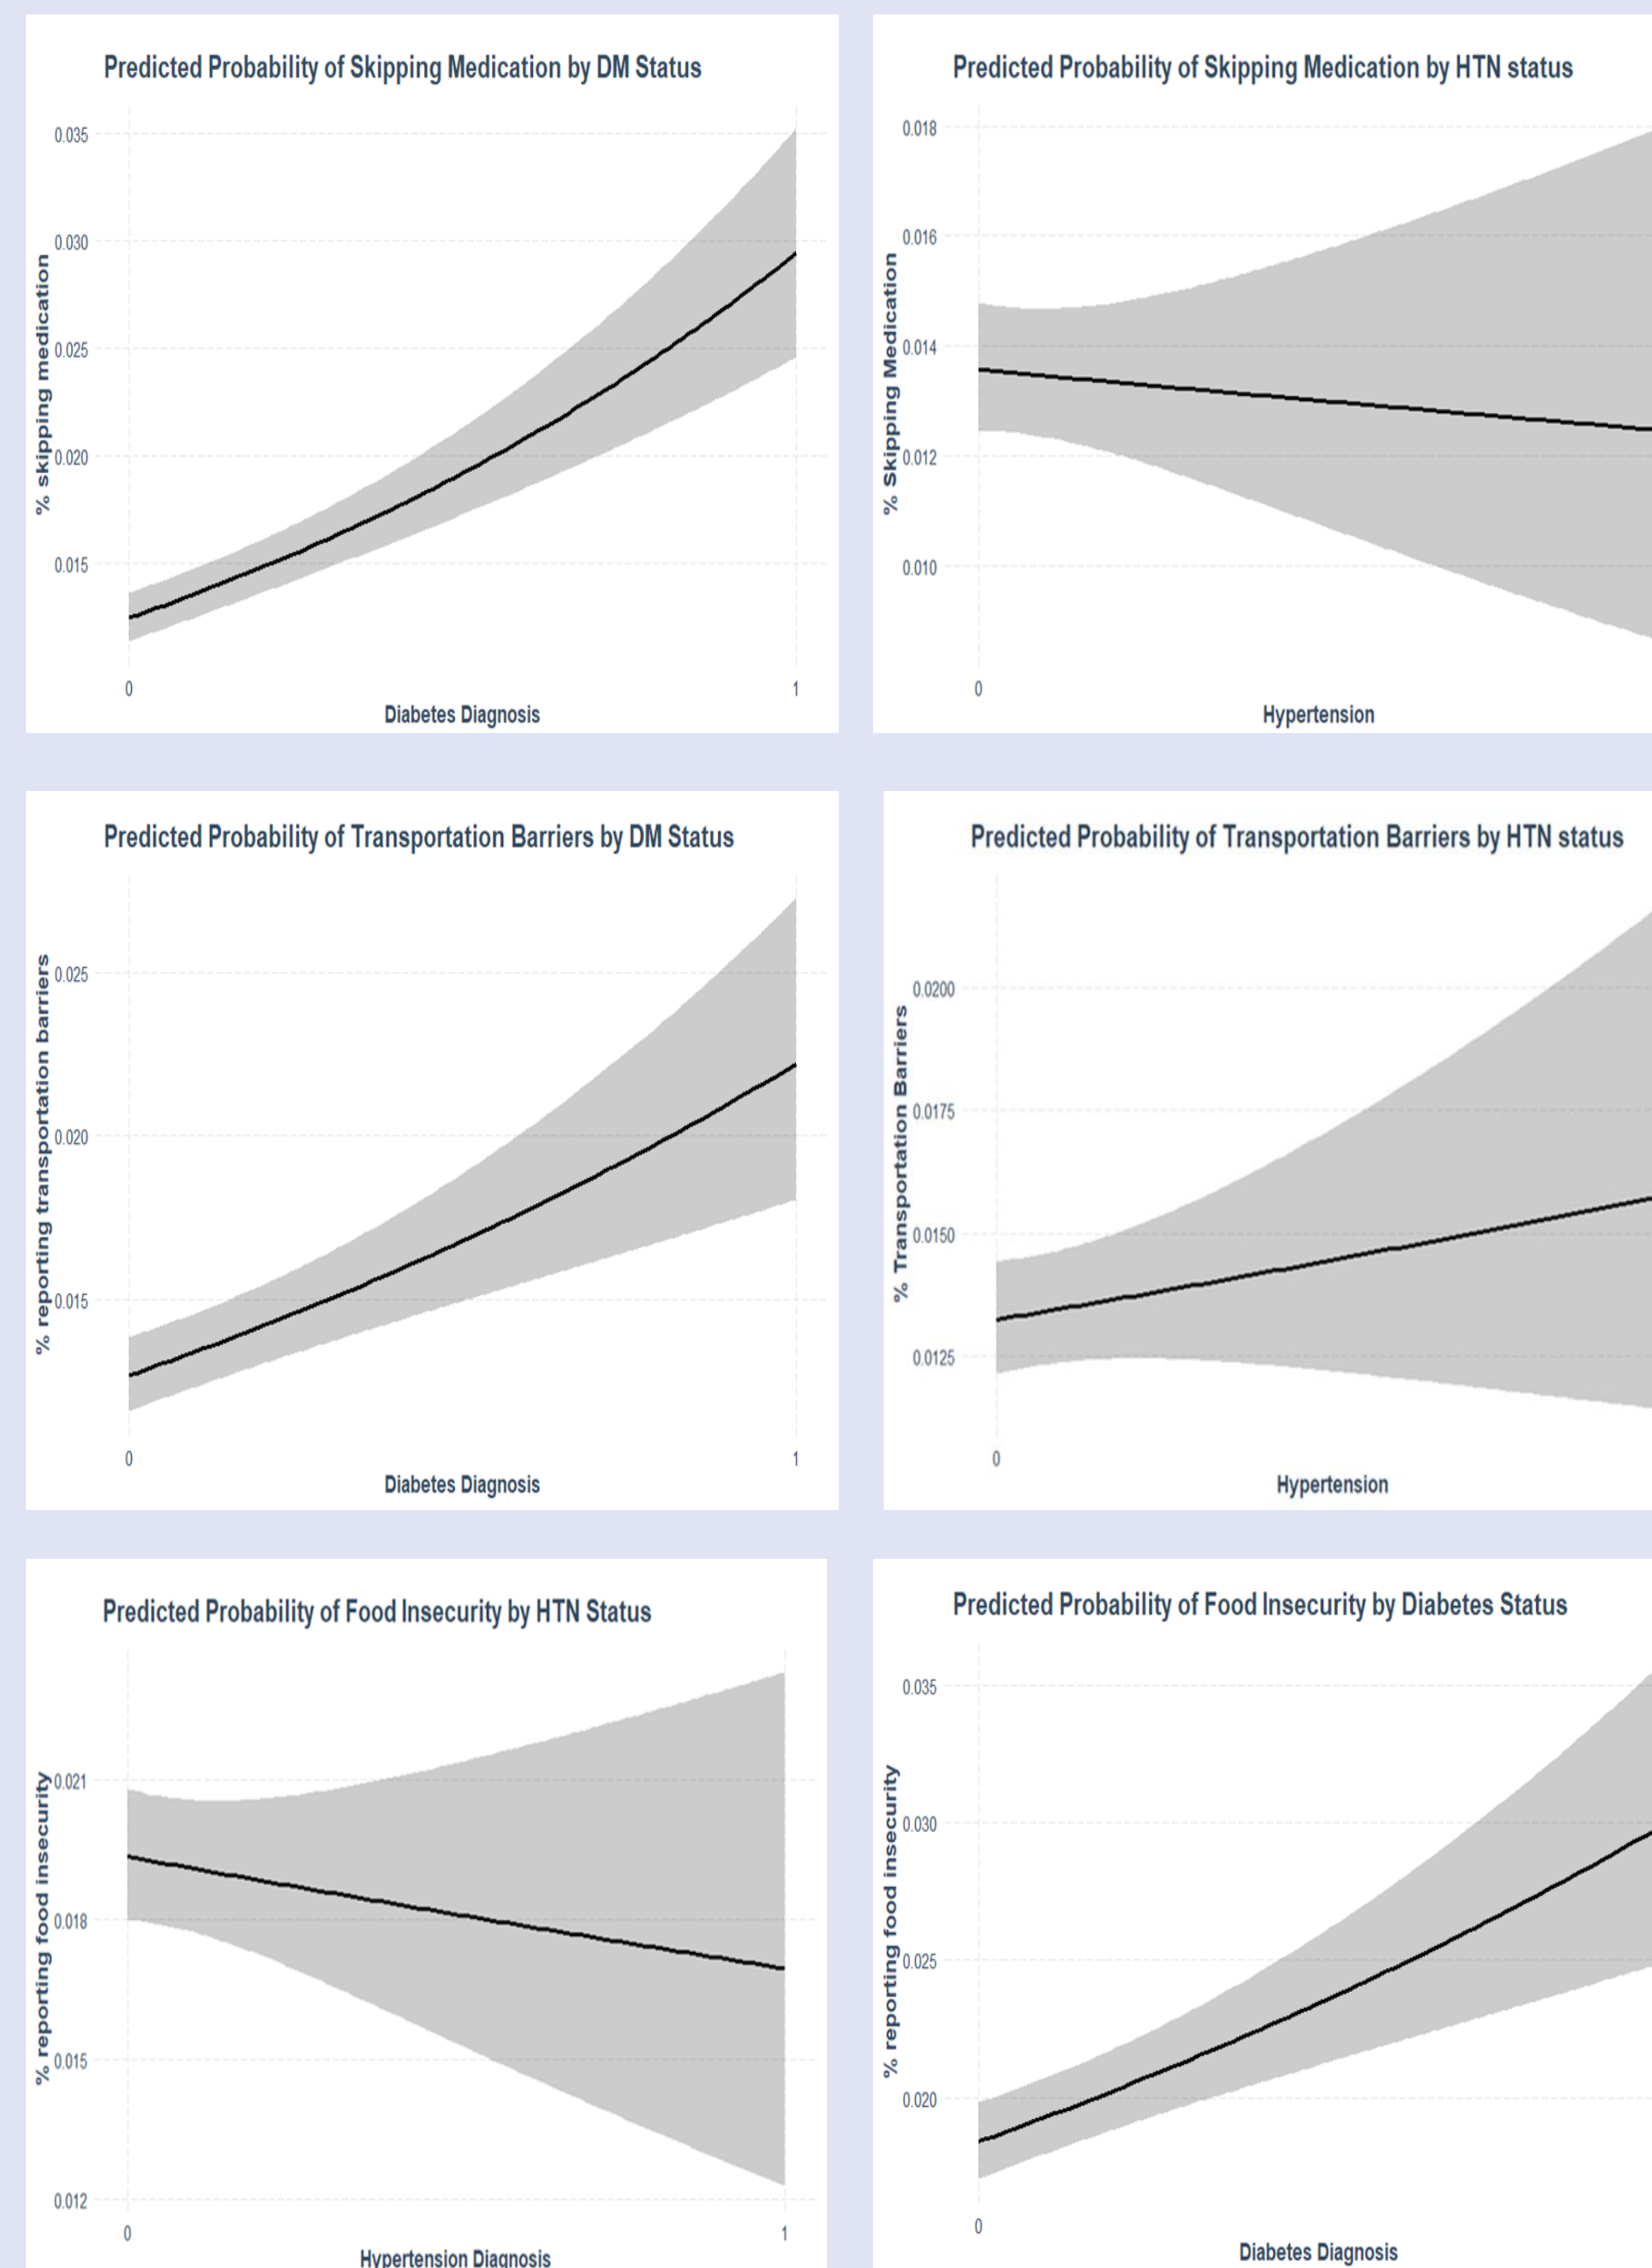 Predicted Probability of Skipping Medication by DM Status
% skipping medication
0.035
0.030
0.025
0.020
0.015
0
1
Diabetes Diagnosis
Predicted Probability of Skipping Medication by HTN status
% Skipping Medication
0.018
0.016
0.014
0.012
0.010
0
Hypertension
Predicted Probability of Transportation Barriers by DM Status
% reporting transportation barriers
0.025
0.020
0.015
0
1
Diabetes Diagnosis
Predicted Probability of Transportation Barriers by HTN status
% Transportation Barriers
0.0200
0.0175
0.0150
0.0125
0
Hypertension
Predicted Probability of Food Insecurity by HTN Status
% reporting food insecurity
0.021
0.018
0.015
0.012
0
1
Hypertension Diagnosis
Predicted Probability of Food Insecurity by Diabetes Status
% reporting food insecurity
0.035
0.030
0.025
0.020
0
Diabetes Diagnosis